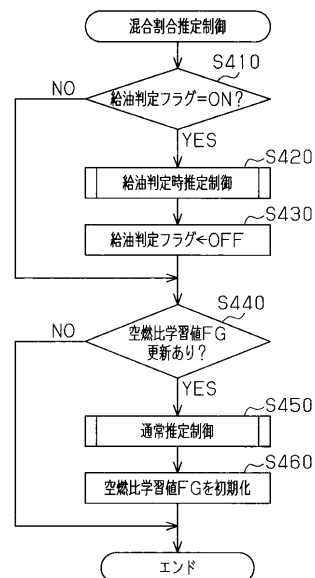 混合割合推定制御
S410
給油判定フラグ=ON?
NO
YES
S420
給油判定時推定制御
S430
給油判定フラグ←OFF
S440
空燃比学習値FG
更新あり?
NO
YES
S450
通常推定制御
S460
空燃比学習値FGを初期化
エンド